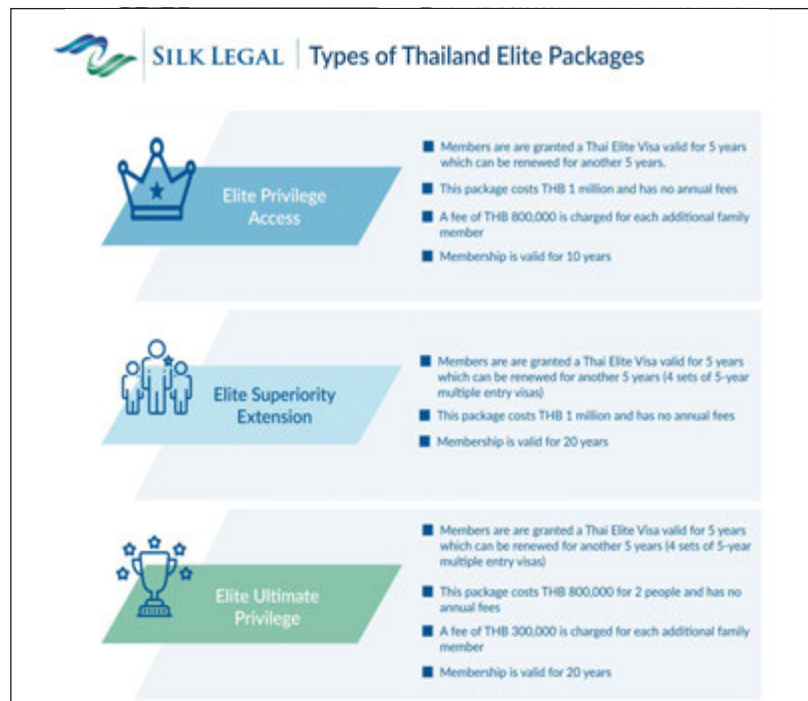 SILK LEGAL Types of Thailand Elite Packages
Elite Privilege
Access
Members are are granted a Thai Elite Visa valid for 5 years
which can be renewed for another 5 years.
This package costs THB 1 million and has no annual fees
A fee of THB 800,000 is charged for each additional family
member
Membership is valid for 10 years
Elite Superiority
Extension
Members are are granted a Thai Elite Visa valid for 5 years
which can be renewed for another 5 years (4 sets of 5-year
multiple entry visas)
This package costs THB 1 million and has no annual fees
Membership is valid for 20 years
Elite Ultimate
Privilege
Members are are granted a Thai Elite Visa valid for 5 years
which can be renewed for another 5 years (4 sets of 5-year
multiple entry visas)
This package costs THB 800,000 for 2 people and has no
annual fees
A fee of THB 300,000 is charged for each additional family
member
Membership is valid for 20 years